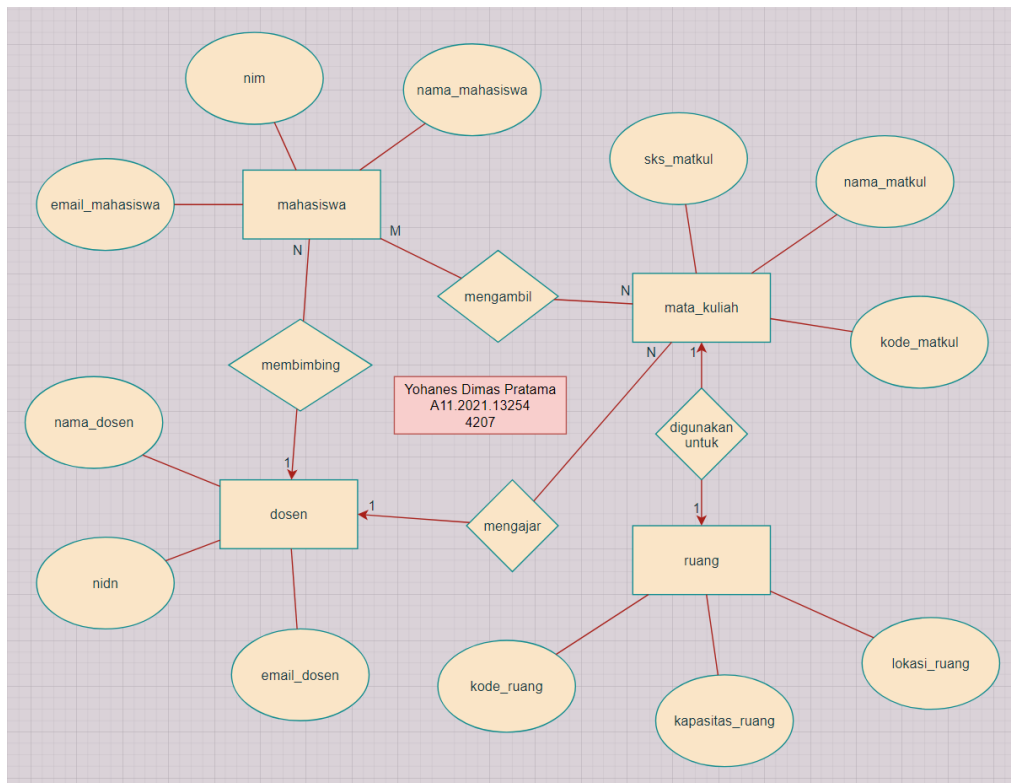 nim
nama_mahasiswa
email_mahasiswa
mahasiswa
sks_matkul
nama_matkul
N
M
mengambil
N
mata_kuliah
kode_matkul
N
1
membimbing
Yohanes Dimas Pratama
A11.2021.13254
4207
digunakan
untuk
nama_dosen
1
dosen
1
mengajar
1
ruang
nidn
email_dosen
kode_ruang
kapasitas_ruang
lokasi_ruang